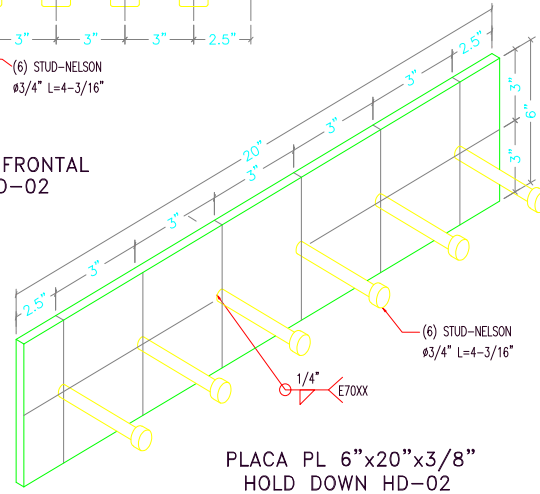 3" 3" 3" 2.5"
(6) STUD-NELSON
ø3/4" L=4-3/16"
FRONTAL
D-02
2.5"
3"
3"
3"
3"
3"
2.5"
20"
3"
3"
6"
(6) STUD-NELSON
ø3/4" L=4-3/16"
1/4"
E70XX
PLACA PL 6"x20"x3/8"
HOLD DOWN HD-02